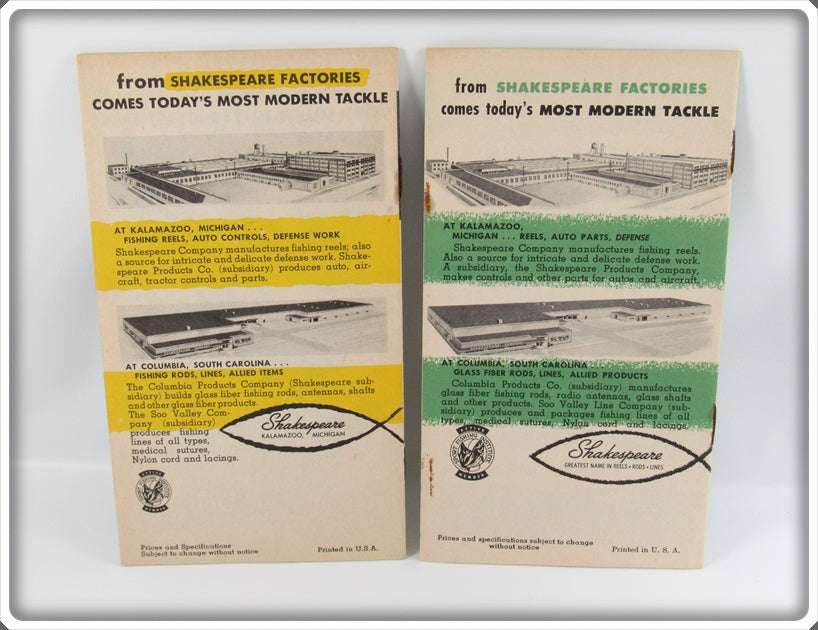 from SHAKESPEARE FACTORIES
COMES TODAY'S MOST MODERN TACKLE
AT KALAMAZOO, MICHIGAN . . .
FISHING REELS, AUTO CONTROLS, DEFENSE WORK
Shakespeare Company manufactures fishing reels; also
a source for intricate and delicate defense work. Shake-
speare Products Co. (subsidiary) produces auto, air-
craft, tractor controls and parts.
AT COLUMBIA, SOUTH CAROLINA . . .
FISHING RODS, LINES, ALLIED ITEMS
The Columbia Products Company (Shakespeare sub-
sidiary) builds glass fiber fishing rods, antennas, shafts
and other glass fiber products.
The Soo Valley Com-
pany (subsidiary)
produces fishing
lines of all types,
medical sutures,
Nylon cord and lacings.
Shakespeare
KALAMAZOO, MICHIGAN
MEMBER
Prices and Specifications
Subject to change without notice
Printed in U.S.A.
from SHAKESPEARE FACTORIES
comes today's MOST MODERN TACKLE
AT KALAMAZOO,
MICHIGAN . . . REELS, AUTO PARTS, DEFENSE
Shakespeare Company manufactures fishing reels.
Also a source for intricate and delicate defense work.
A subsidiary, the Shakespeare Products Company,
makes controls and other parts for autos and aircraft.
AT COLUMBIA, SOUTH CAROLINA . . .
GLASS FIBER RODS, LINES, ALLIED PRODUCTS
Columbia Products Co. (subsidiary) manufactures
glass fiber fishing rods, radio antennas, glass shafts
and other products. Soo Valley Line Company (sub-
sidiary) produces and packages fishing lines of all
types, medical sutures, Nylon cord and lacings.
Shakespeare
GREATEST NAME IN REELS • RODS • LINES
SPORT FISHING INSTITUTE
MEMBER
Prices and specifications subject to change
without notice
Printed in U. S. A.